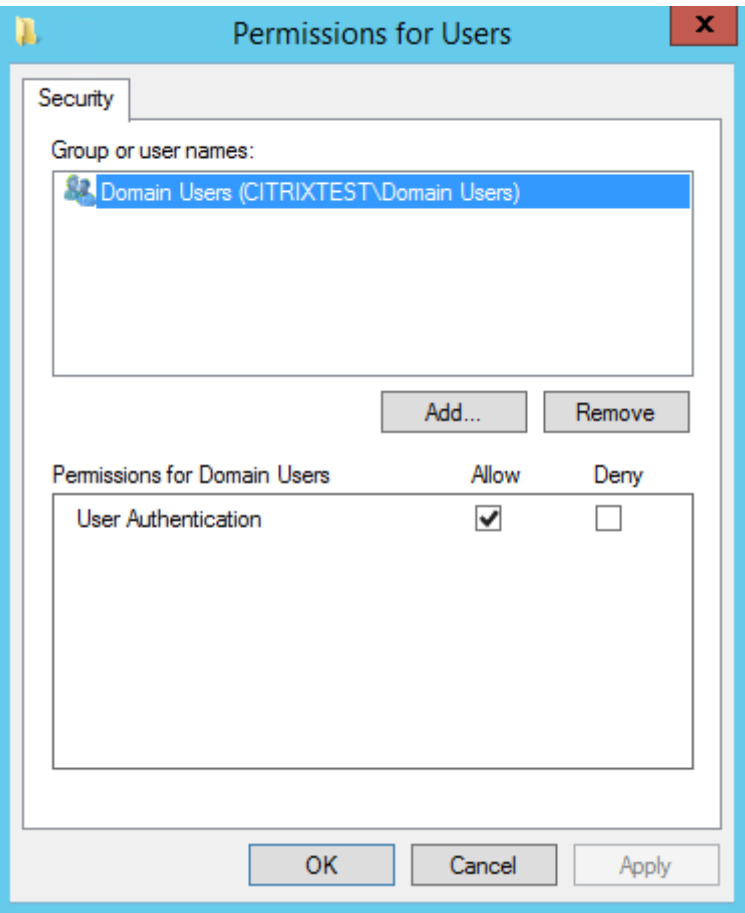 Permissions for Users
x
Security
Group or user names:
Domain Users (CITRIXTEST\Domain Users)
Add... Remove
Permissions for Domain Users Allow Deny
User Authentication
OK Cancel Apply